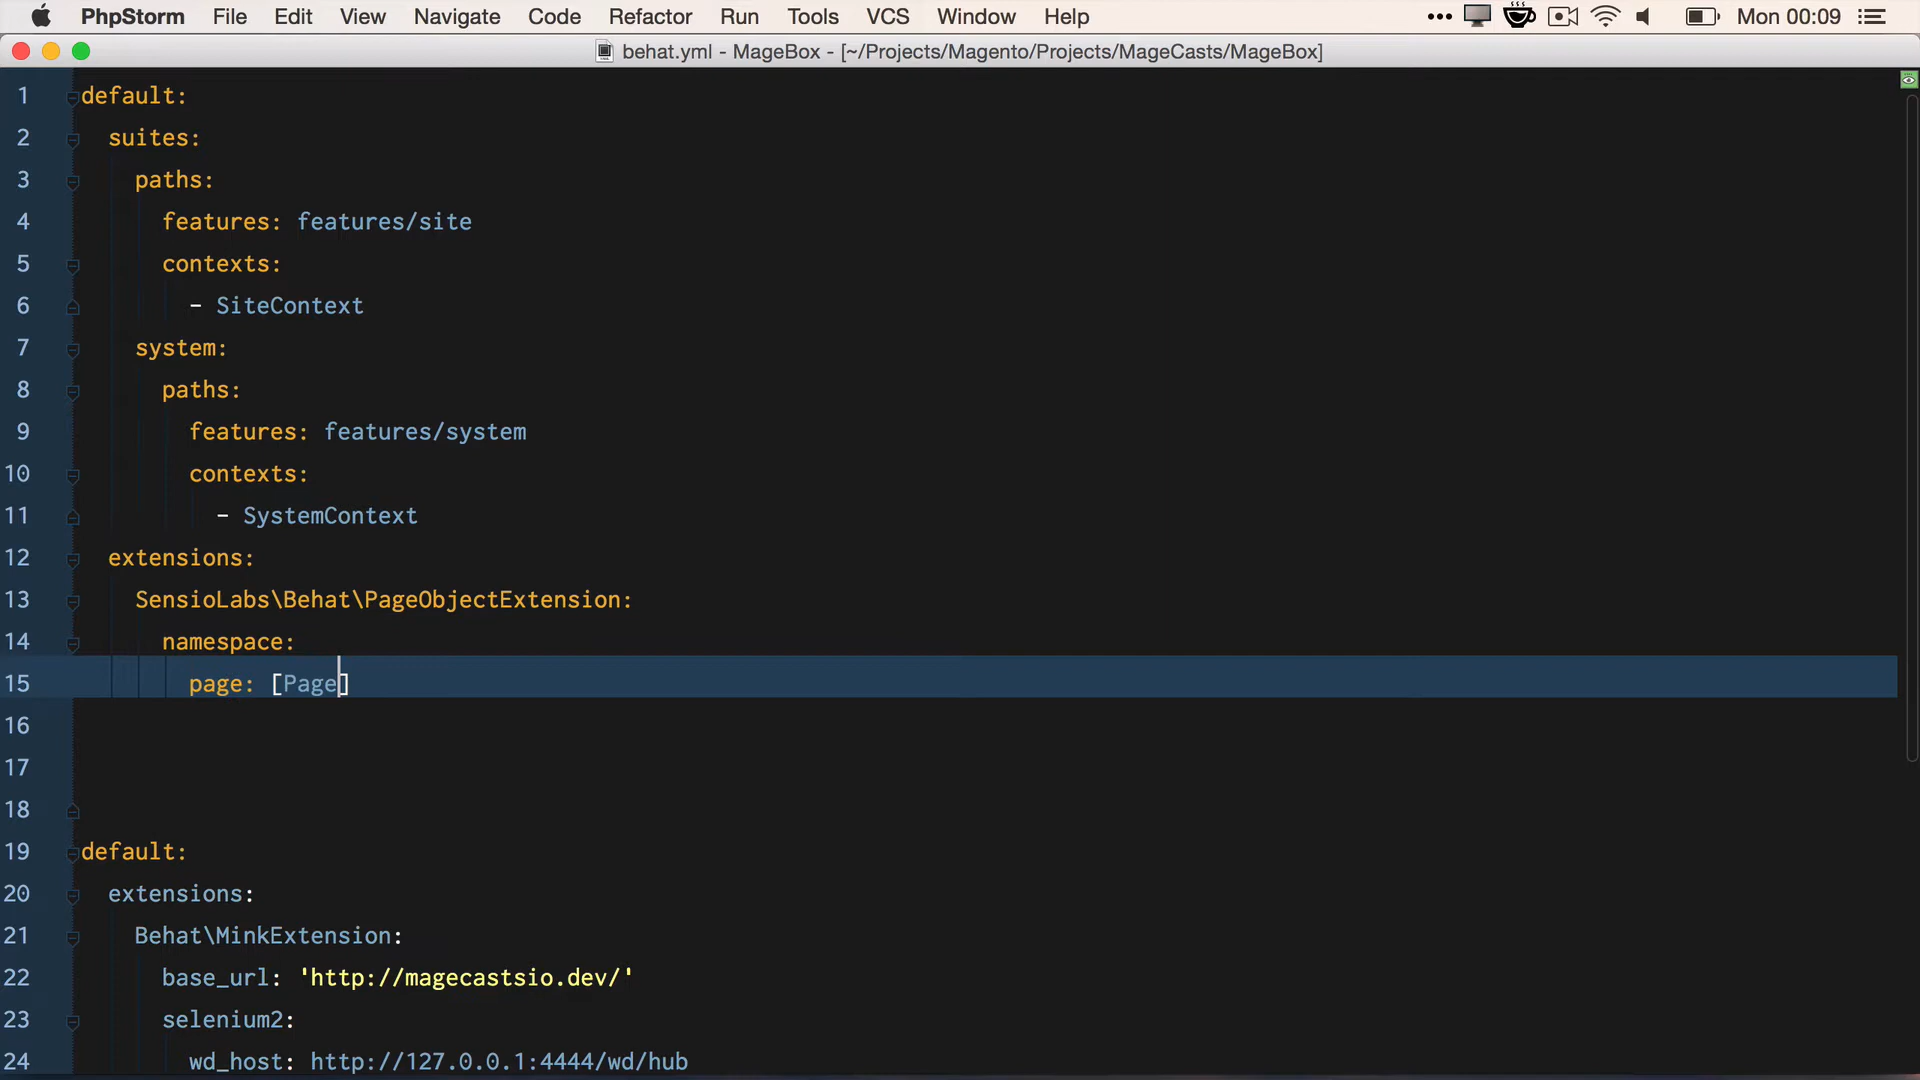 PhpStorm File Edit View Navigate Code Refactor Run Tools VCS Window Help Mon 00:09
behat.yml - MageBox - [~/Projects/Magento/Projects/MageCasts/MageBox]
1 default:
2 suites:
3 paths:
4 features: features/site
5 contexts:
6 - SiteContext
7 system:
8 paths:
9 features: features/system
10 contexts:
11 - SystemContext
12 extensions:
13 SensioLabs\Behat\PageObjectExtension:
14 namespace:
15 page: [Page]
16
17
18
19 default:
20 extensions:
21 Behat\MinkExtension:
22 base_url: 'http://magecastsio.dev/'
23 selenium2:
24 wd_host: http://127.0.0.1:4444/wd/hub